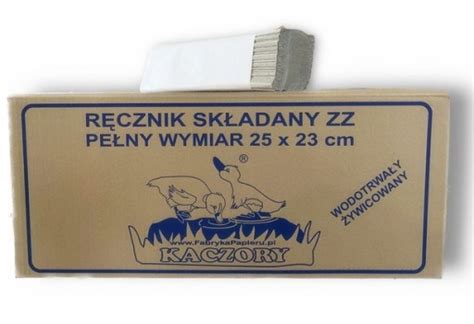 RĘCZNIK SKŁADANY ZZ
PEŁNY WYMIAR 25 x 23 cm
®
WODOTRWAŁY
ŻYWICOWANY
www.FabrykaPapieru.pl
KACZORY